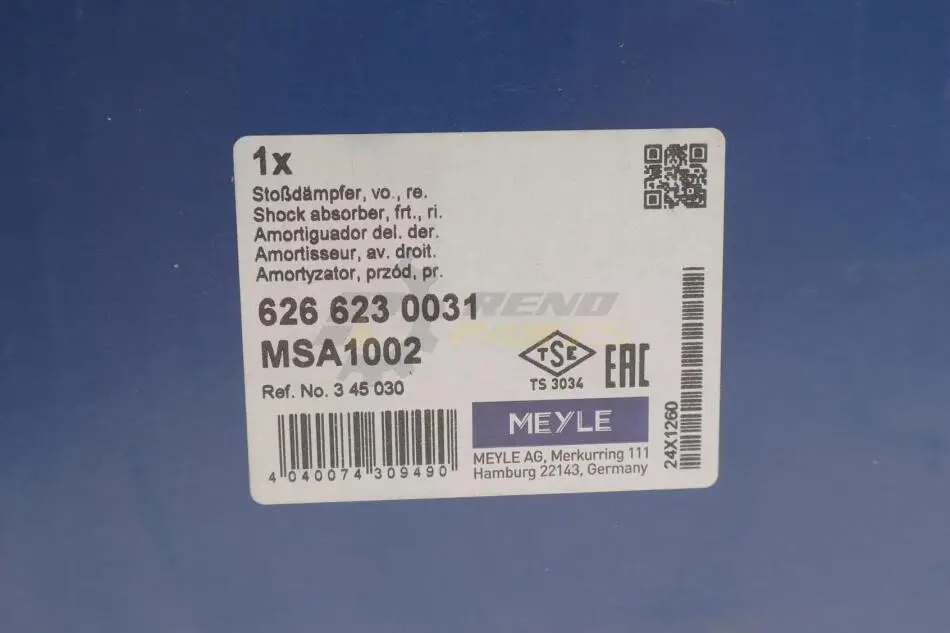 1x
Stoßdämpfer, vo., re.
Shock absorber, frt., ri.
Amortiguador del. der.
Amortisseur, av. droit.
Amortyzator, przód, pr.
626 623 0031
MSA1002
Ref. No. 3 45 030
4 040074 309490
TSE
TS 3034
EAC
MEYLE
MEYLE AG, Merkurring 111
Hamburg 22143, Germany
24X1260
RENO
PARTS